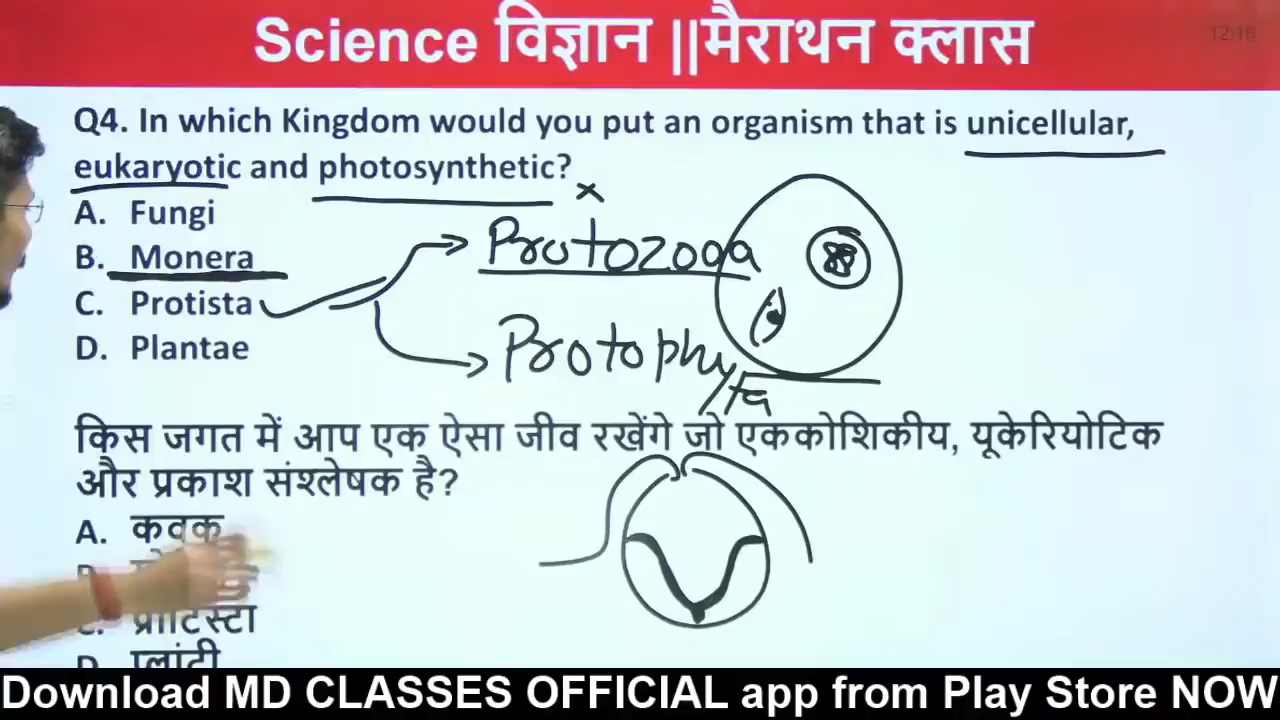 Science विज्ञान ||मैराथन क्लास
12/16
Q4. In which Kingdom would you put an organism that is unicellular,
eukaryotic and photosynthetic?
A. Fungi
B. Monera
C. Protista
D. Plantae
Protozoa
Protophyta
किस जगत में आप एक ऐसा जीव रखेंगे जो एककोशिकीय, यूकेरियोटिक
और प्रकाश संश्लेषक है?
A. कवक
C. प्रोटिस्टा
D. प्लांटी
Download MD CLASSES OFFICIAL app from Play Store NOW